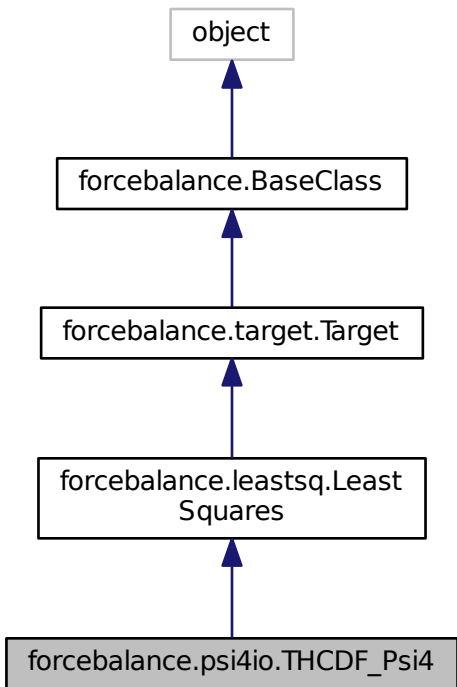 object
forcebalance.BaseClass
forcebalance.target.Target
forcebalance.leastsq.Least
Squares
forcebalance.psi4io.THCDF_Psi4